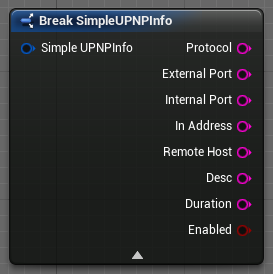 Break SimpleUPNPInfo
Simple UPNPInfo
Protocol
External Port
Internal Port
In Address
Remote Host
Desc
Duration
Enabled